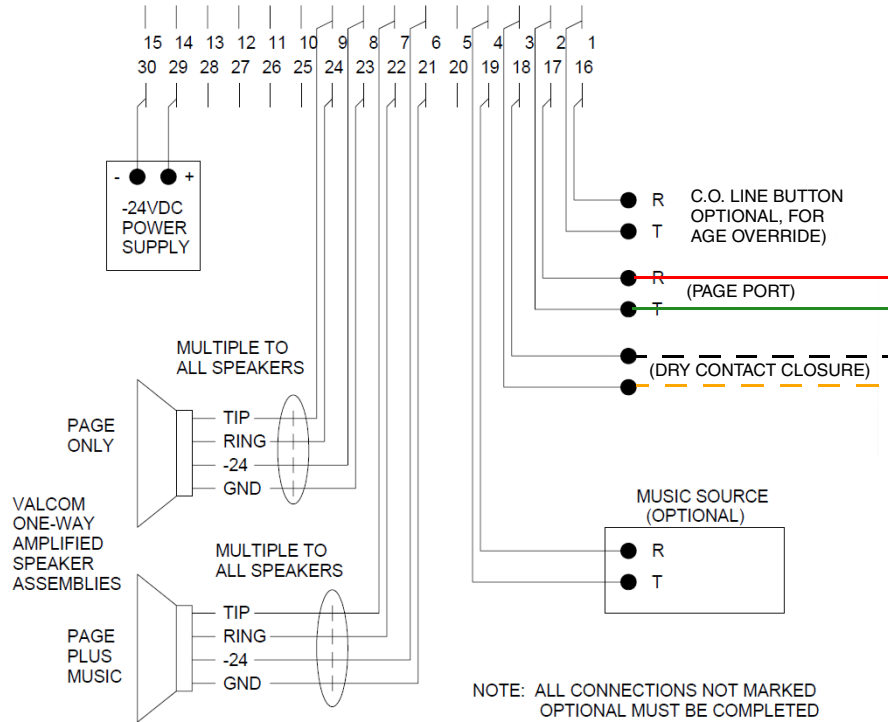 15 14 13 12 11 10 9 8 7 6 5 4 3 2 1
30 29 28 27 26 25 24 23 22 21 20 19 18 17 16
- +
-24VDC
POWER
SUPPLY
R
T
C.O. LINE BUTTON
OPTIONAL, FOR
AGE OVERRIDE)
R
T
(PAGE PORT)
(DRY CONTACT CLOSURE)
MULTIPLE TO
ALL SPEAKERS
PAGE
ONLY
TIP
RING
-24
GND
VALCOM
ONE-WAY
AMPLIFIED
SPEAKER
ASSEMBLIES
MUSIC SOURCE
(OPTIONAL)
R
T
MULTIPLE TO
ALL SPEAKERS
PAGE
PLUS
MUSIC
TIP
RING
-24
GND
NOTE: ALL CONNECTIONS NOT MARKED
OPTIONAL MUST BE COMPLETED